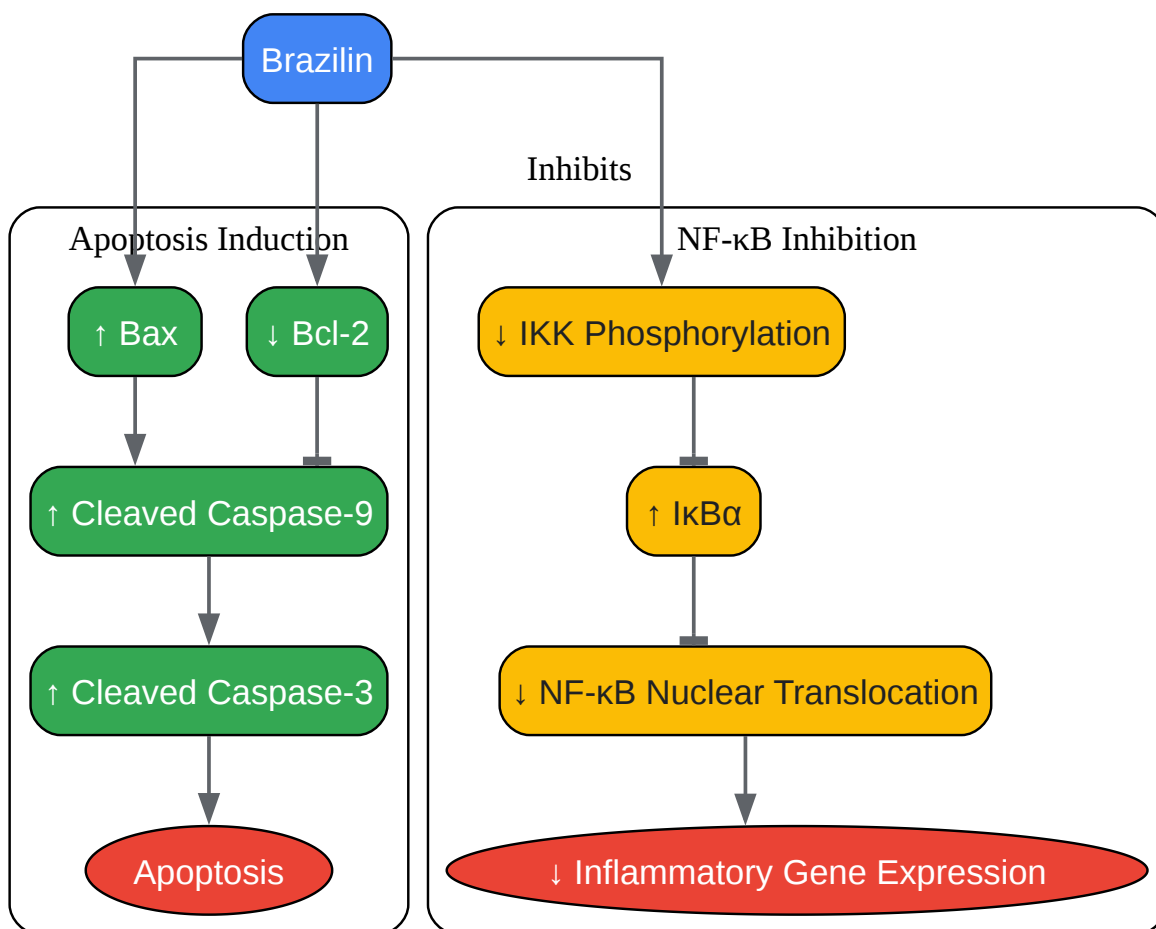 Brazilin
Inhibits
Apoptosis Induction
NF-κB Inhibition
↑ Bax
↓ Bcl-2
↓ IKK Phosphorylation
↑ Cleaved Caspase-9
↑ IκBα
↑ Cleaved Caspase-3
↓ NF-κB Nuclear Translocation
Apoptosis
↓ Inflammatory Gene Expression